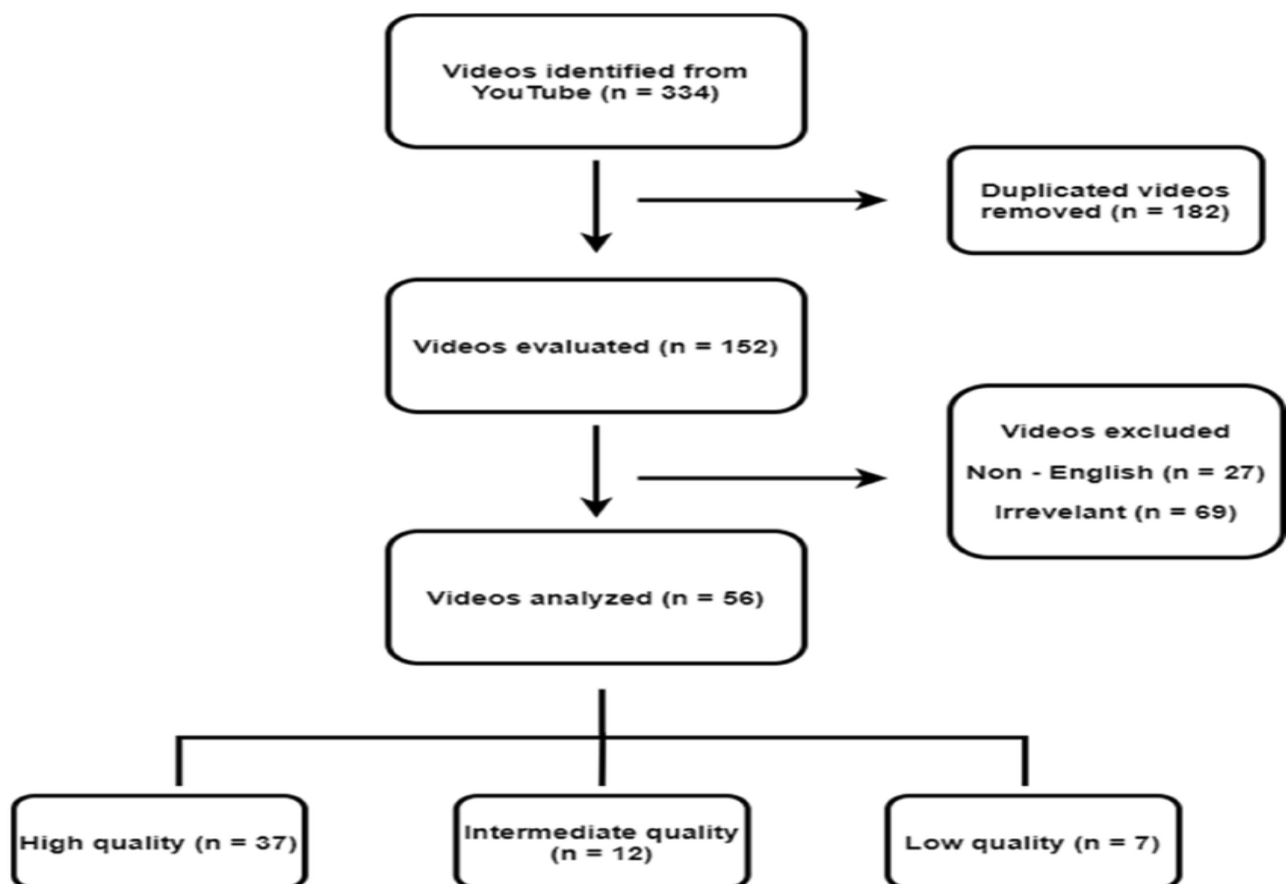 Videos identified from
YouTube (n = 334)
Duplicated videos
removed (n = 182)
Videos evaluated (n = 152)
Videos excluded
Non - English (n = 27)
Irrevelant (n = 69)
Videos analyzed (n = 56)
High quality (n = 37)
Intermediate quality
(n = 12)
Low quality (n = 7)